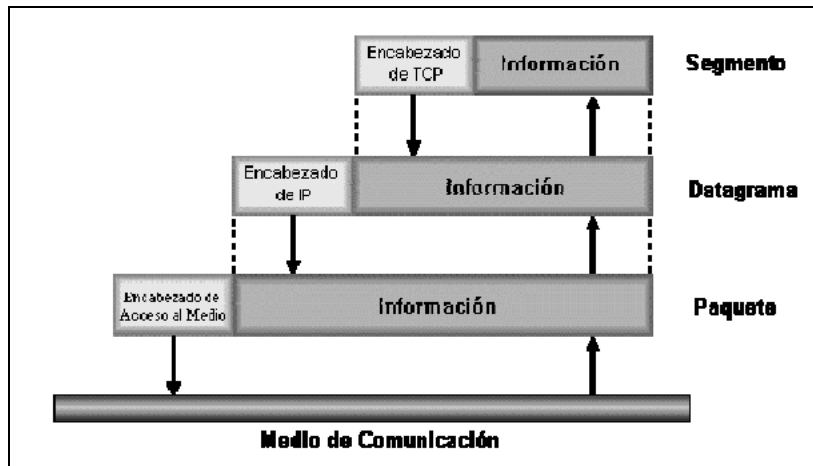 Encabezado
de TCP
Información
Segmento
Encabezado
de IP
Información
Datagrama
Encabezado de
Acceso al Medio
Información
Paquete
Medio de Comunicación